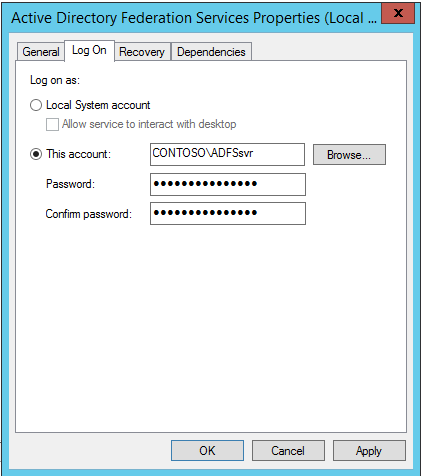 Active Directory Federation Services Properties (Local ...
x
General Log On Recovery Dependencies
Log on as:
Local System account
Allow service to interact with desktop
This account: CONTOSO\ADFSsvr Browse...
Password: •••••••••••••••
Confirm password: •••••••••••••••
OK Cancel Apply